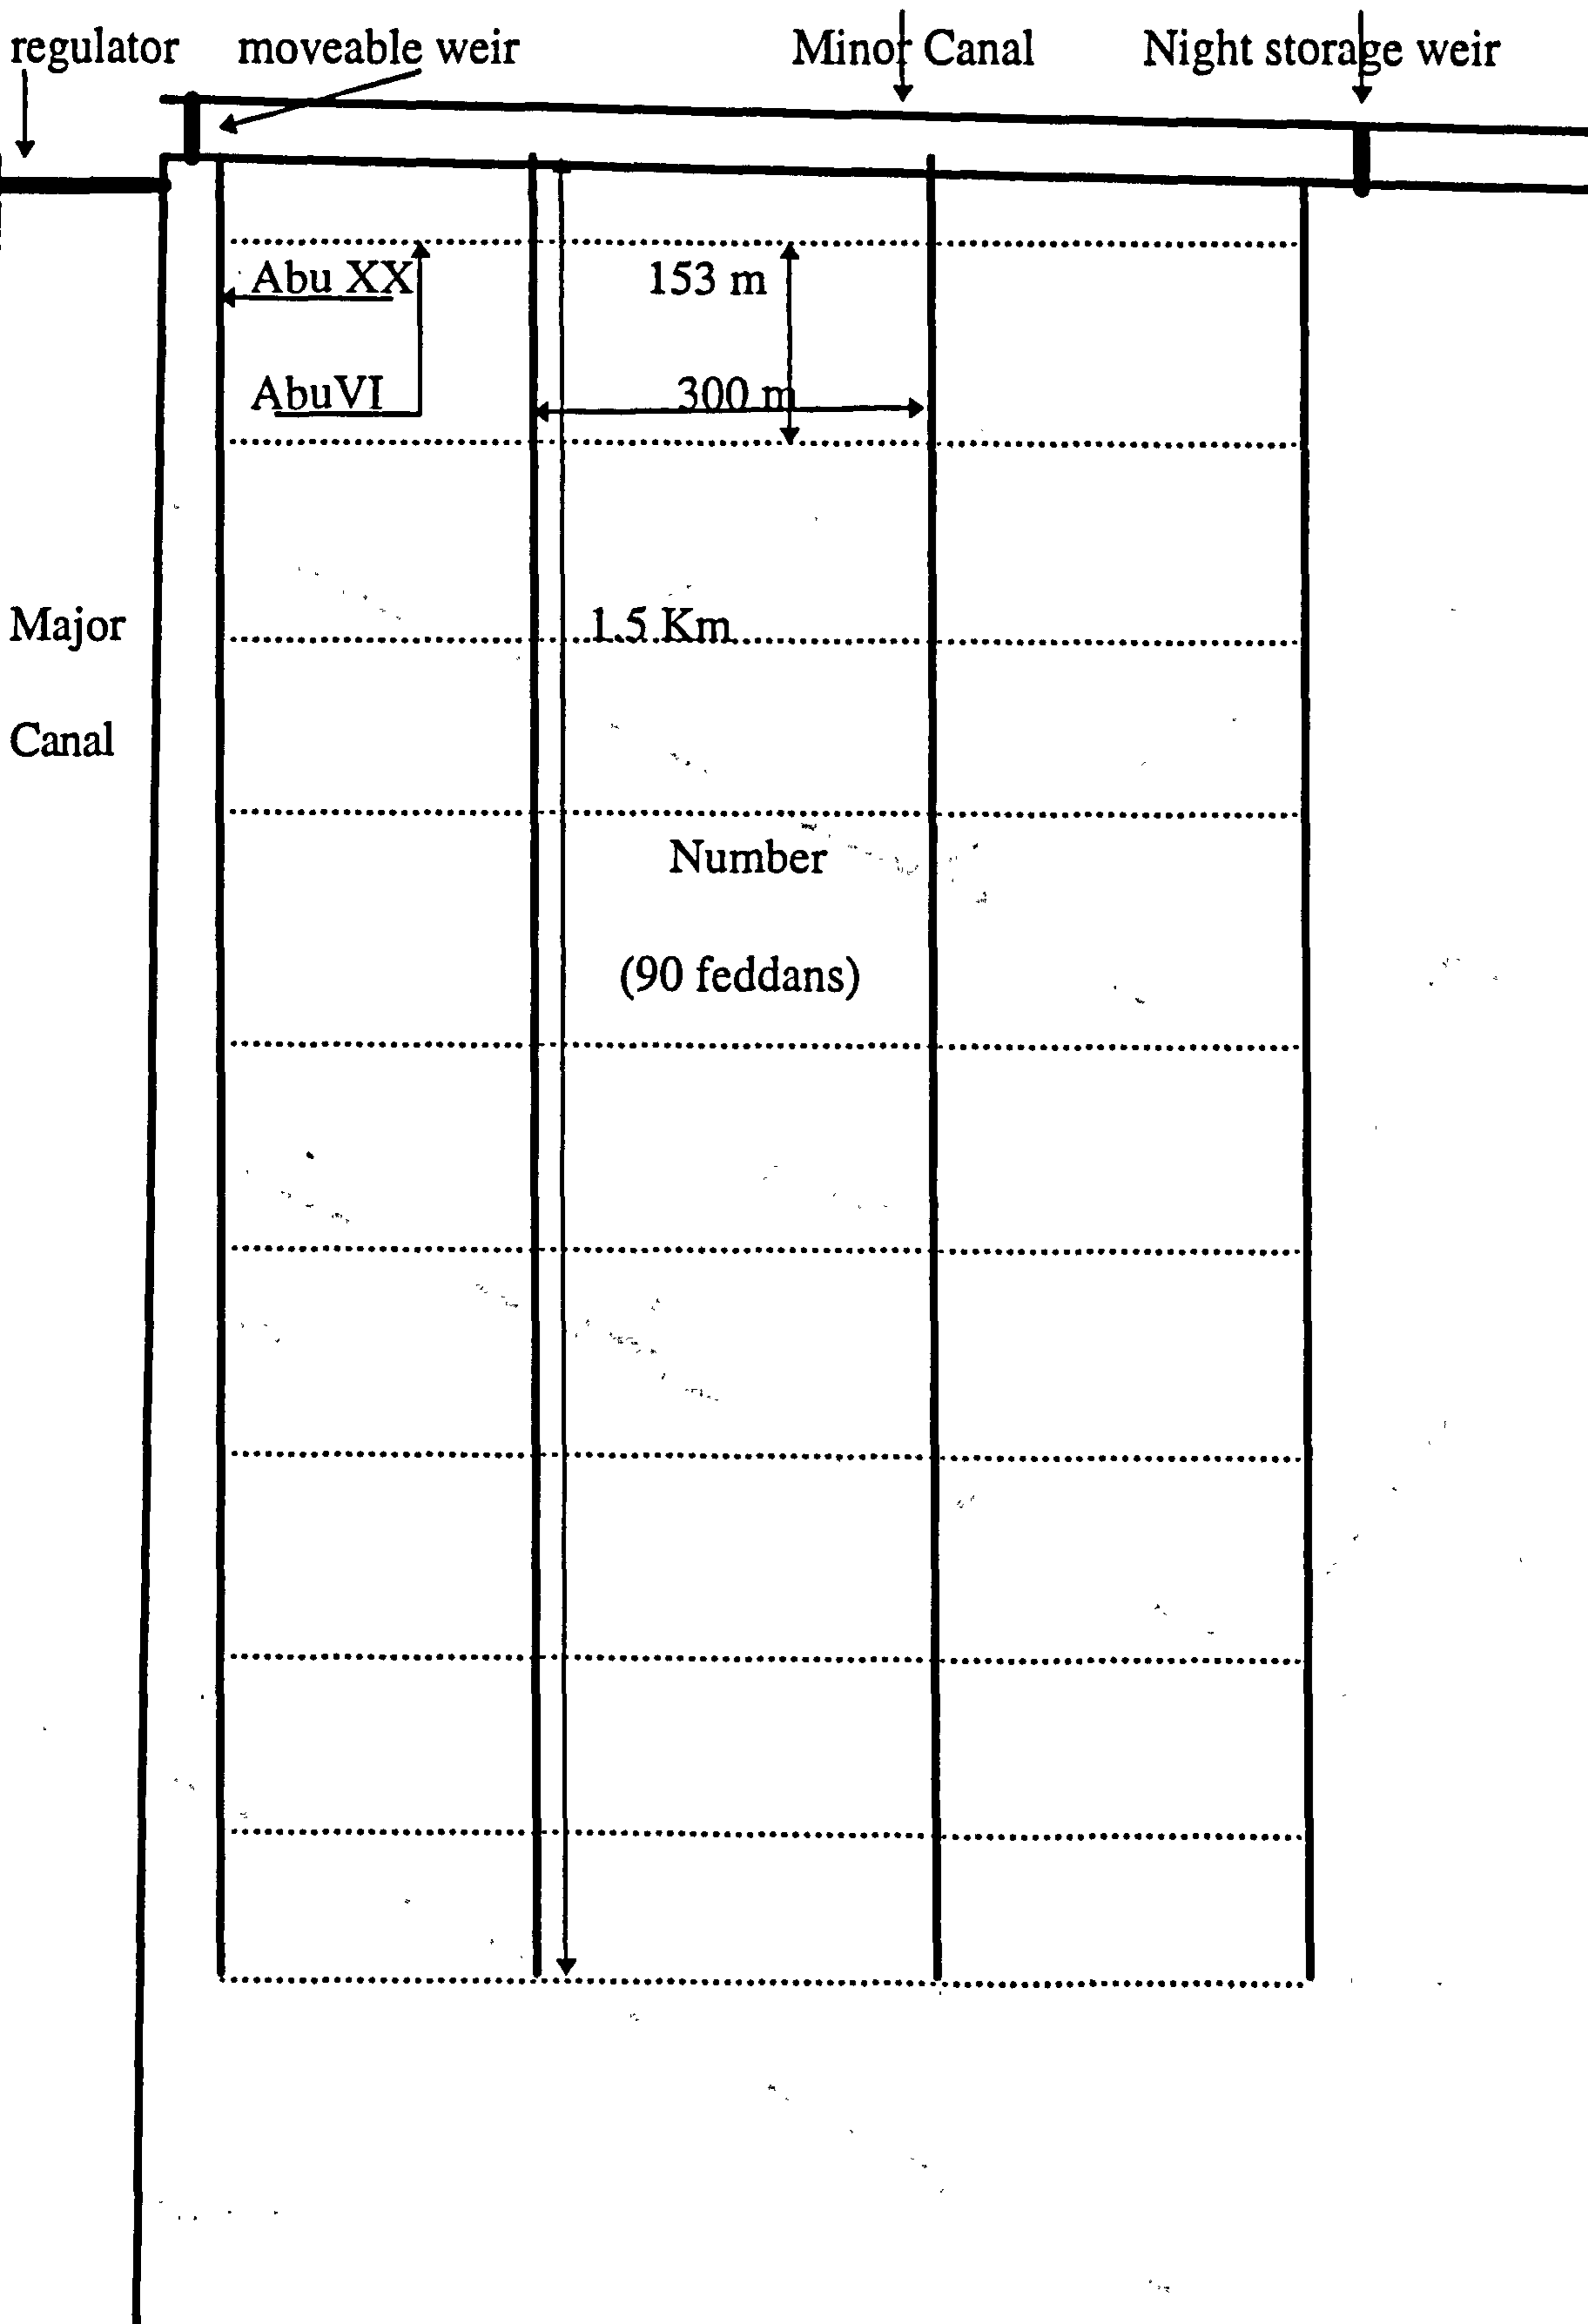 regulator moveable weir Minor Canal Night storage weir
Abu XX 153 m
AbuVI 300 m
Major 1.5 Km
Canal
Number
(90 feddans)